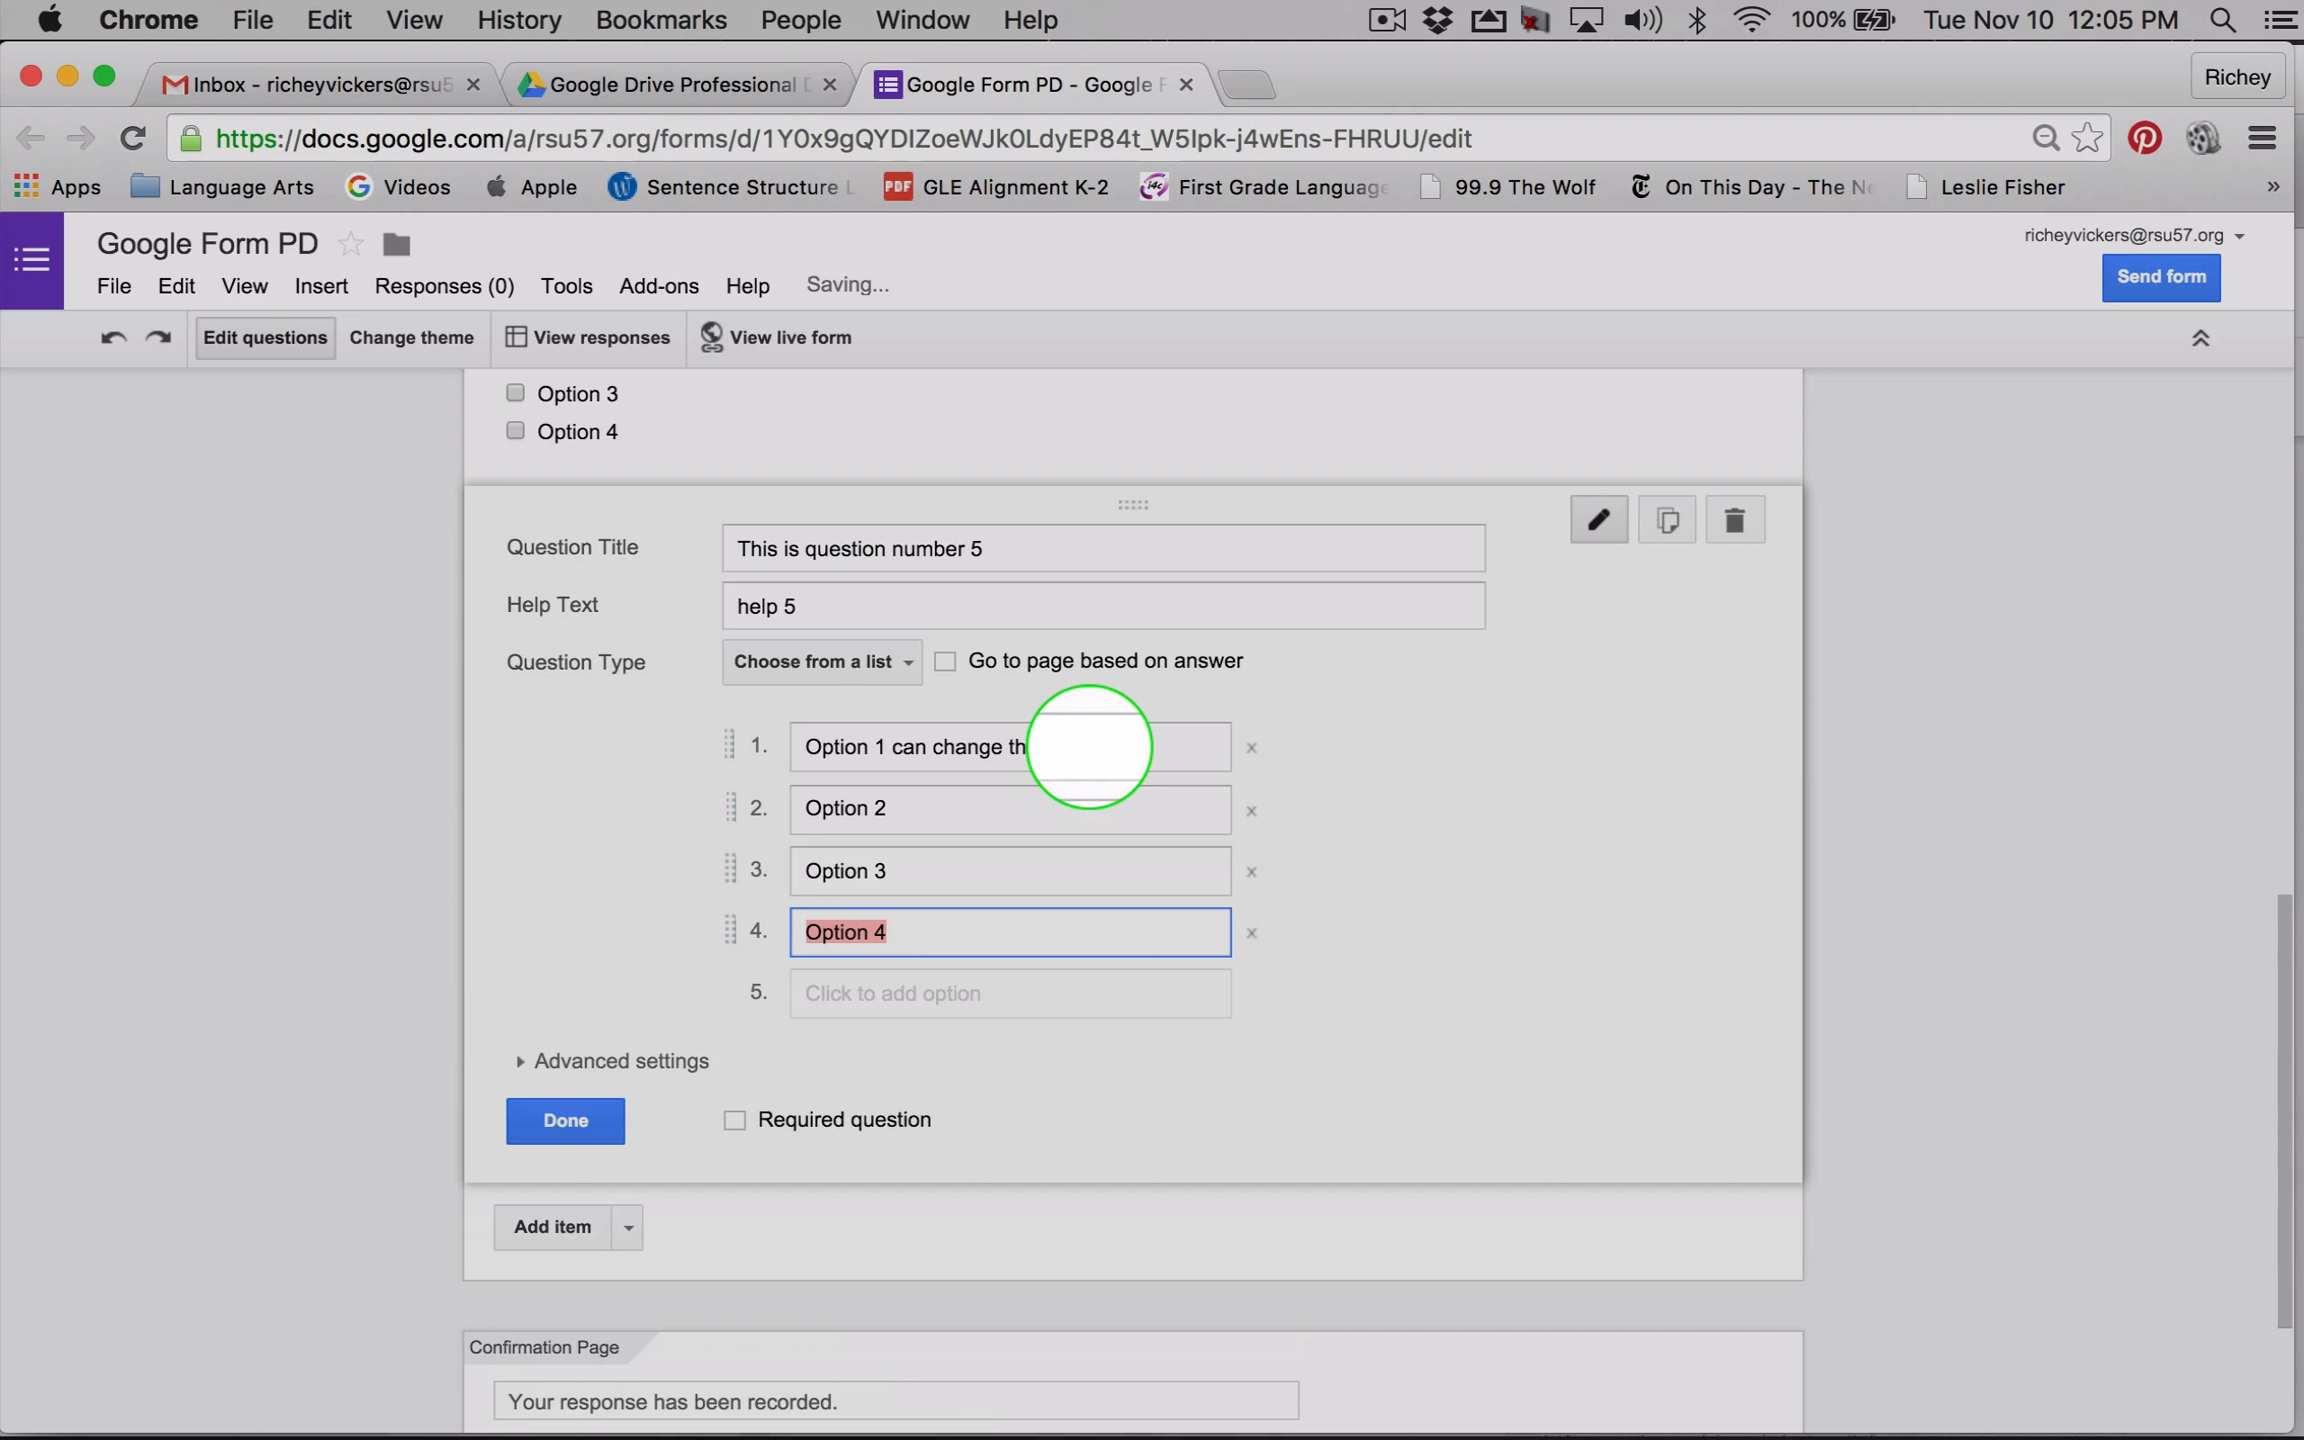 Chrome File Edit View History Bookmarks People Window Help 100% Tue Nov 10 12:05 PM
Inbox - richeyvickers@rsu5 Google Drive Professional D Google Form PD - Google F Richey
https://docs.google.com/a/rsu57.org/forms/d/1Y0x9gQYDIZoeWJk0LdyEP84t_W5Ipk-j4wEns-FHRUU/edit
Apps Language Arts Videos Apple Sentence Structure L PDF GLE Alignment K-2 First Grade Language 99.9 The Wolf On This Day - The Ne Leslie Fisher »
Google Form PD richeyvickers@rsu57.org
File Edit View Insert Responses (0) Tools Add-ons Help Saving... Send form
Edit questions Change theme View responses View live form
Option 3
Option 4
Question Title This is question number 5
Help Text help 5
Question Type Choose from a list Go to page based on answer
1. Option 1 can change th
2. Option 2
3. Option 3
4. Option 4
5. Click to add option
Advanced settings
Done Required question
Add item
Confirmation Page
Your response has been recorded.